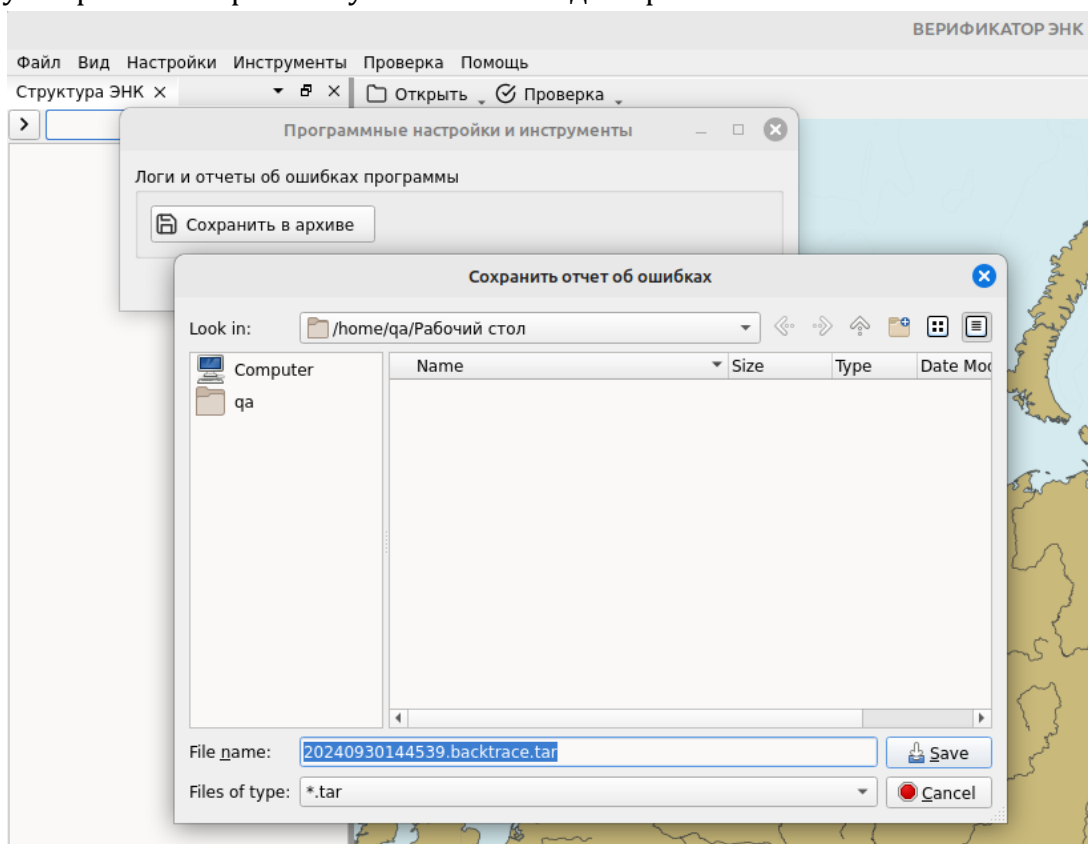 ВЕРИФИКАТОР ЭНК
Файл Вид Настройки Инструменты Проверка Помощь
Структура ЭНК
Открыть Проверка
Программные настройки и инструменты
Логи и отчеты об ошибках программы
Сохранить в архиве
Сохранить отчет об ошибках
Look in: /home/qa/Рабочий стол
Computer
qa
Name Size Type Date Mod
File name: 20240930144539.backtrace.tar Save
Files of type: *.tar Cancel